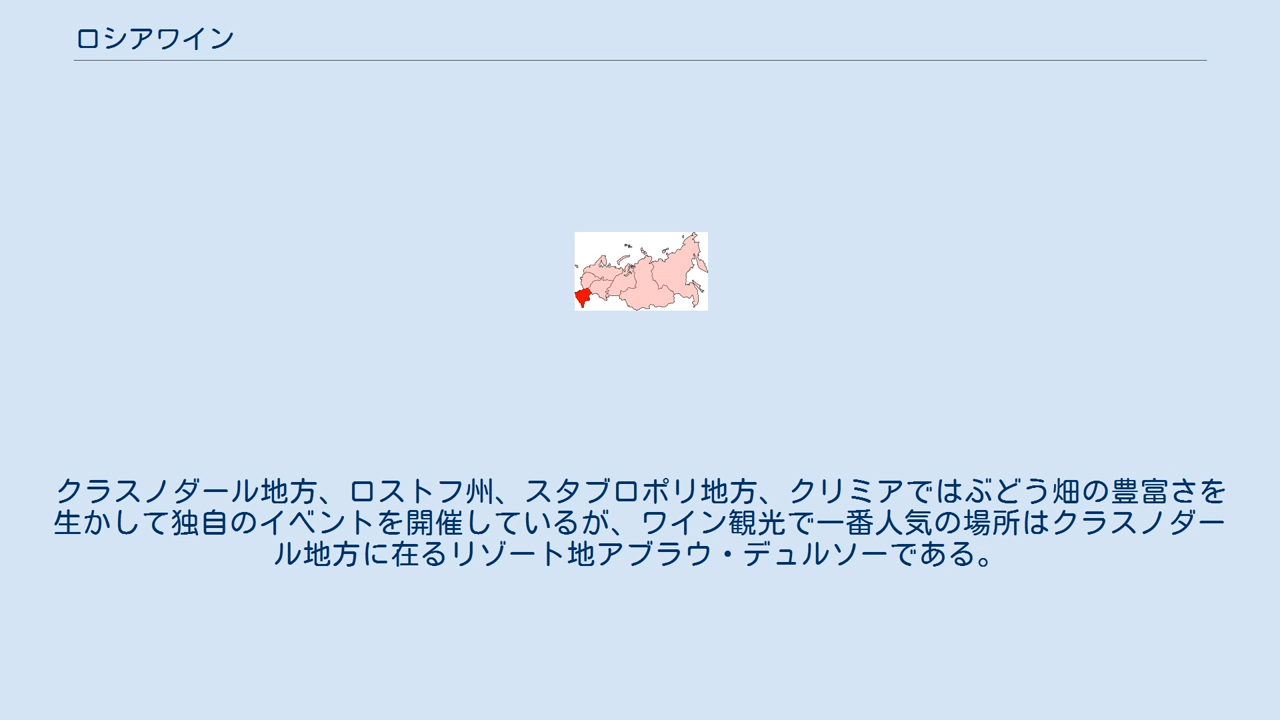 ロシアワイン
クラスノダール地方、ロストフ州、スタブロポリ地方、クリミアではぶどう畑の豊富さを
生かして独自のイベントを開催しているが、ワイン観光で一番人気の場所はクラスノダー
ル地方に在るリゾート地アブラウ・デュルソーである。